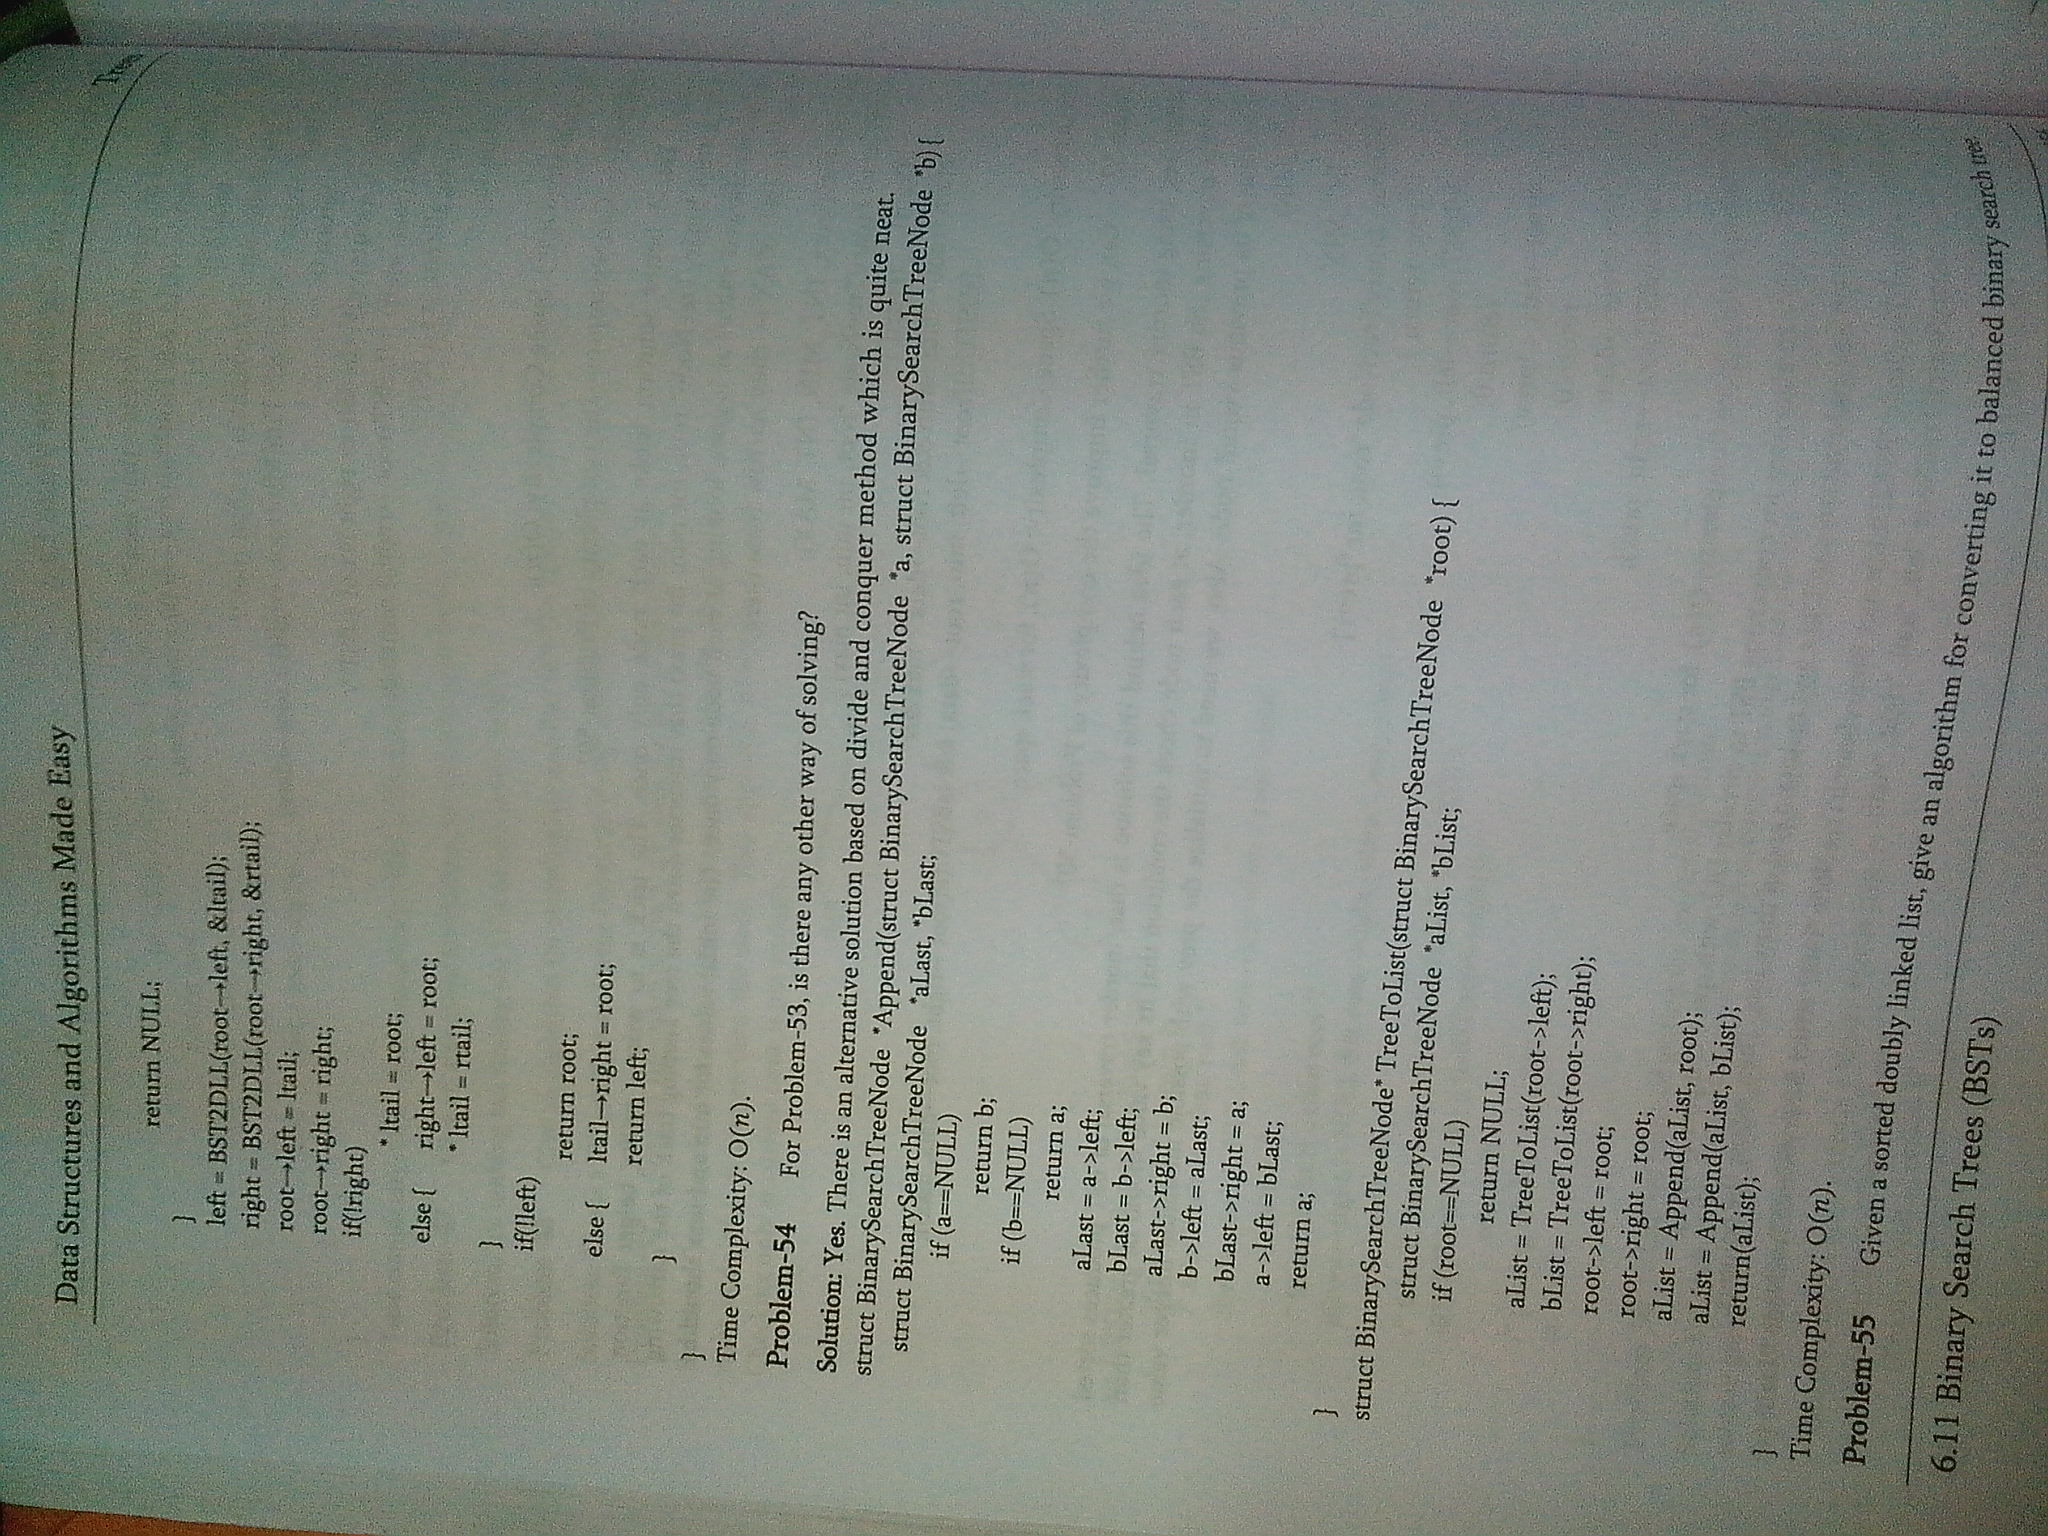 Data Structures and Algorithms Made Easy
Trees
return NULL;
}
left = BST2DLL(root→left, &ltail);
right = BST2DLL(root→right, &rtail);
root→left = ltail;
root→right = right;
if(!right)
* ltail = root;
else { right→left = root;
* ltail = rtail;
}
if(!left)
return root;
else { ltail→right = root;
return left;
}
}
Time Complexity: O(n).
Problem-54 For Problem-53, is there any other way of solving?
Solution: Yes. There is an alternative solution based on divide and conquer method which is quite neat.
struct BinarySearchTreeNode *Append(struct BinarySearchTreeNode *a, struct BinarySearchTreeNode *b) {
struct BinarySearchTreeNode *aLast, *bLast;
if (a==NULL)
return b;
if (b==NULL)
return a;
aLast = a->left;
bLast = b->left;
aLast->right = b;
b->left = aLast;
bLast->right = a;
a->left = bLast;
return a;
}
struct BinarySearchTreeNode* TreeToList(struct BinarySearchTreeNode *root) {
struct BinarySearchTreeNode *aList, *bList;
if (root==NULL)
return NULL;
aList = TreeToList(root->left);
bList = TreeToList(root->right);
root->left = root;
root->right = root;
aList = Append(aList, root);
aList = Append(aList, bList);
return(aList);
}
Time Complexity: O(n).
Problem-55 Given a sorted doubly linked list, give an algorithm for converting it to balanced binary search tree.
6.11 Binary Search Trees (BSTs)